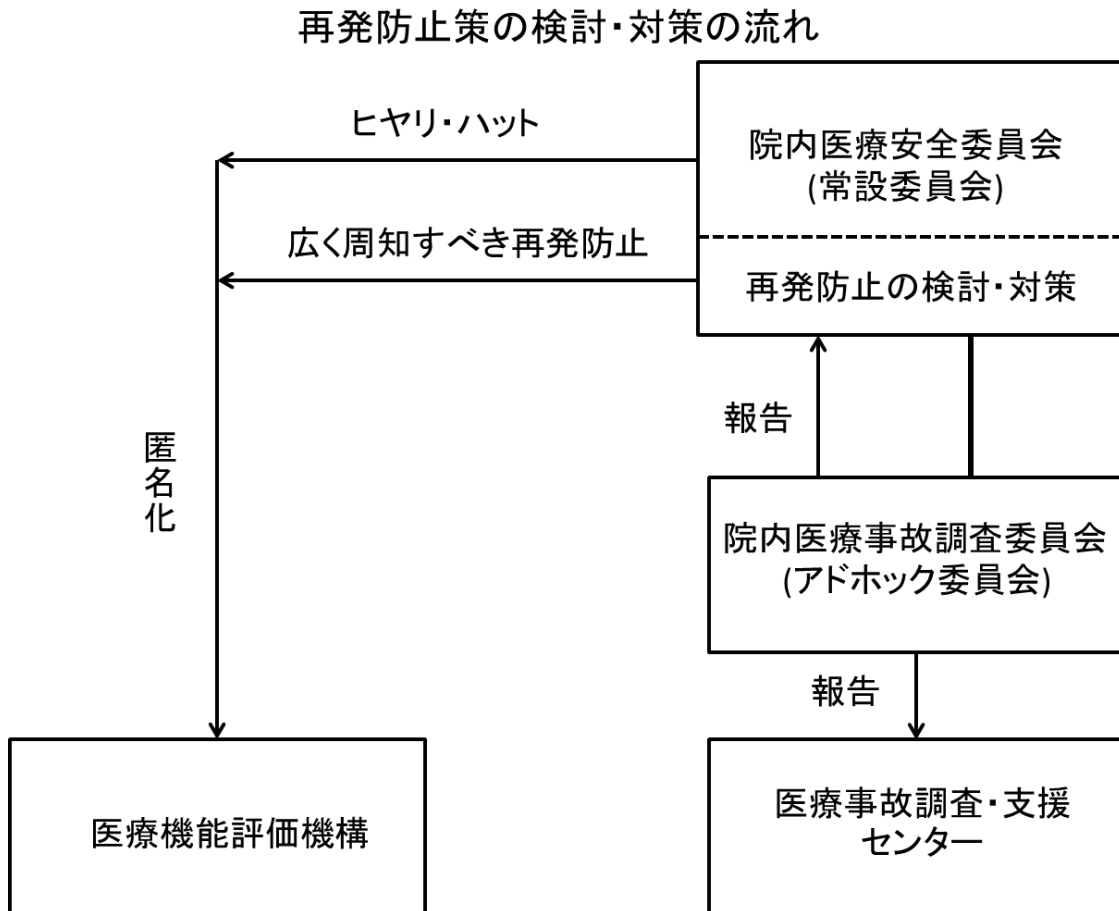 再発防止策の検討・対策の流れ
ヒヤリ・ハット
院内医療安全委員会
(常設委員会)
広く周知すべき再発防止
再発防止の検討・対策
報告
匿名化
院内医療事故調査委員会
(アドホック委員会)
報告
医療機能評価機構
医療事故調査・支援
センター